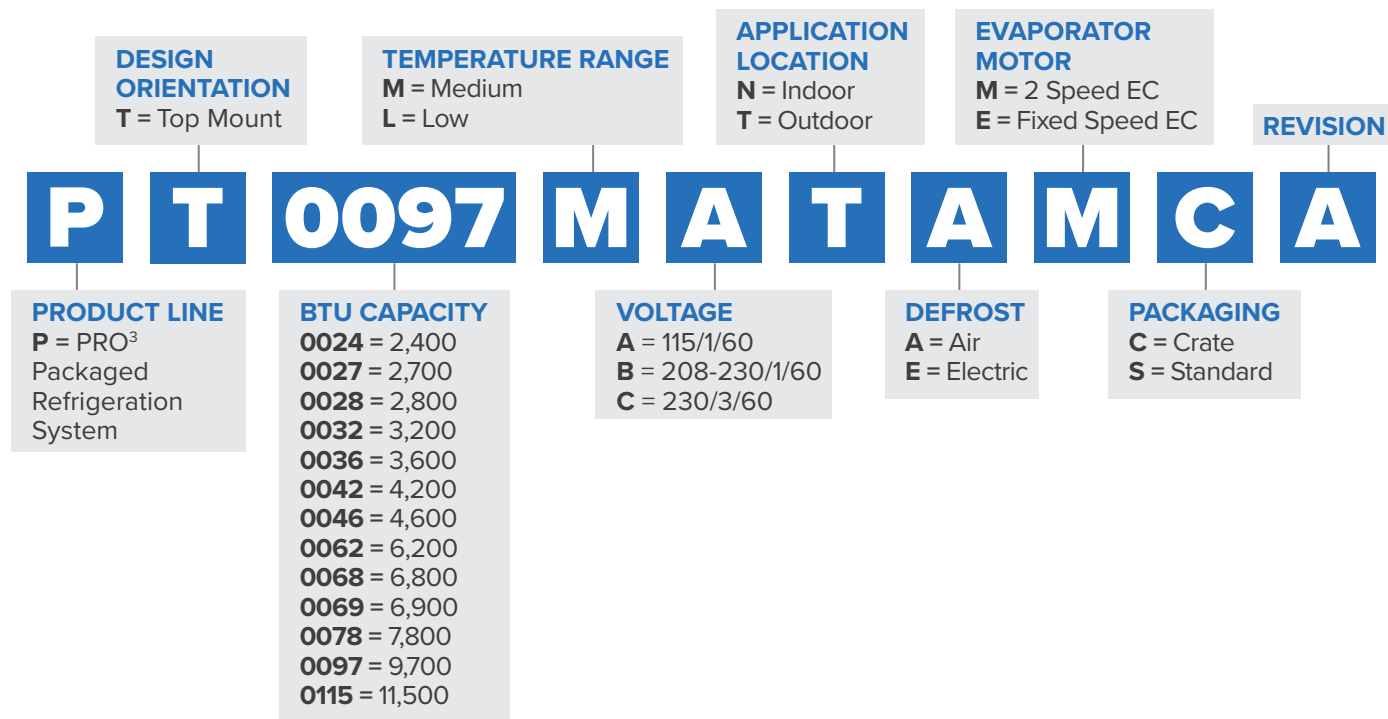 DESIGN
ORIENTATION
T = Top Mount
TEMPERATURE RANGE
M = Medium
L = Low
APPLICATION
LOCATION
N = Indoor
T = Outdoor
EVAPORATOR
MOTOR
M = 2 Speed EC
E = Fixed Speed EC
REVISION
P T 0097 M A T A M C A
PRODUCT LINE
P = PRO³
Packaged
Refrigeration
System
BTU CAPACITY
0024 = 2,400
0027 = 2,700
0028 = 2,800
0032 = 3,200
0036 = 3,600
0042 = 4,200
0046 = 4,600
0062 = 6,200
0068 = 6,800
0069 = 6,900
0078 = 7,800
0097 = 9,700
0115 = 11,500
VOLTAGE
A = 115/1/60
B = 208-230/1/60
C = 230/3/60
DEFROST
A = Air
E = Electric
PACKAGING
C = Crate
S = Standard